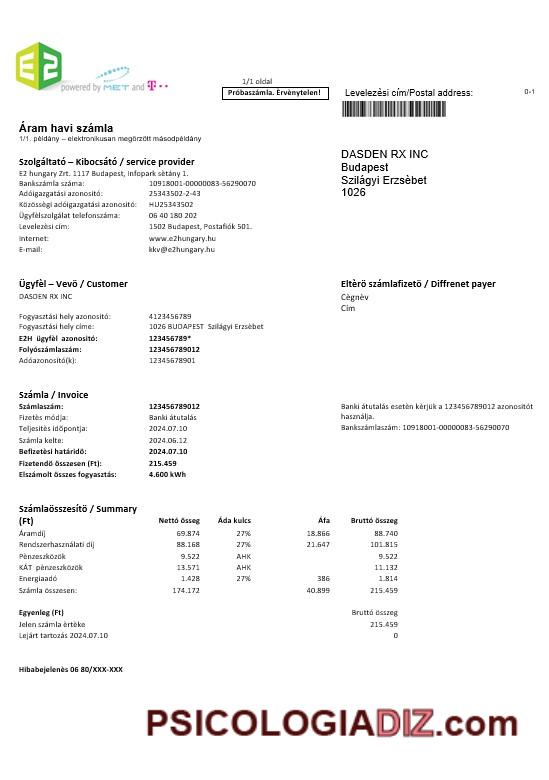 E2
powered by MET and T
1/1 oldal
Próbaszámla. Érvènytelen!
Levelezèsi cím/Postal address:
0-1
Áram havi számla
1/1. példány – elektronikusan megőrzött másodpéldány
DASDEN RX INC
Budapest
Szilágyi Erzsèbet
1026
Szolgáltató – Kibocsátó / service provider
E2 hungary Zrt. 1117 Budapest, Infopark sètány 1.
Bankszámla száma: 10918001-00000083-56290070
Adóigazgatási azonosító: 25343502-2-43
Közössègi adóigazgatási azonosító: HU25343502
Ügyfèlszolgálat telefonszáma: 06 40 180 202
Levelezèsi cím: 1502 Budapest, Postafiók 501.
Internet: www.e2hungary.hu
E-mail: kkv@e2hungary.hu
Ügyfèl – Vevö / Customer
DASDEN RX INC
Eltèrö számlafizető / Diffrenet payer
Cègnèv
Cím
Fogyasztási hely azonosító: 4123456789
Fogyasztási hely címe: 1026 BUDAPEST Szilágyi Erzsèbet
E2H ügyfèl azonosító: 123456789*
Folyószámlaszám: 123456789012
Adóazonosító(k): 12345678901
Számla / Invoice
Számlaszám: 123456789012
Fizetès módja: Banki átutalás
Teljesitès időpontja: 2024.07.10
Számla kelte: 2024.06.12
Befizetèsi határidő: 2024.07.10
Fizetendő összesen (Ft): 215.459
Elszámolt összes fogyasztás: 4.600 kWh
Banki átutalás esetèn kèrjük a 123456789012 azonosítót
használja.
Bankszámlaszám: 10918001-00000083-56290070
Számlaösszesítő / Summary
(Ft) Nettó össeg Áda kulcs Áfa Bruttó összeg
Áramdíj 69.874 27% 18.866 88.740
Rendszerhasználati díj 88.168 27% 21.647 101.815
Pènzeszközök 9.522 AHK 9.522
KÁT pènzeszközök 13.571 AHK 11.132
Energiaadó 1.428 27% 386 1.814
Számla összesen: 174.172 40.899 215.459
Egyenleg (Ft) Bruttó összeg
Jelen számla èrtèke 215.459
Lejárt tartozás 2024.07.10 0
Hibabejelenès 06 80/XXX-XXX
PSICOLOGIADIZ.com